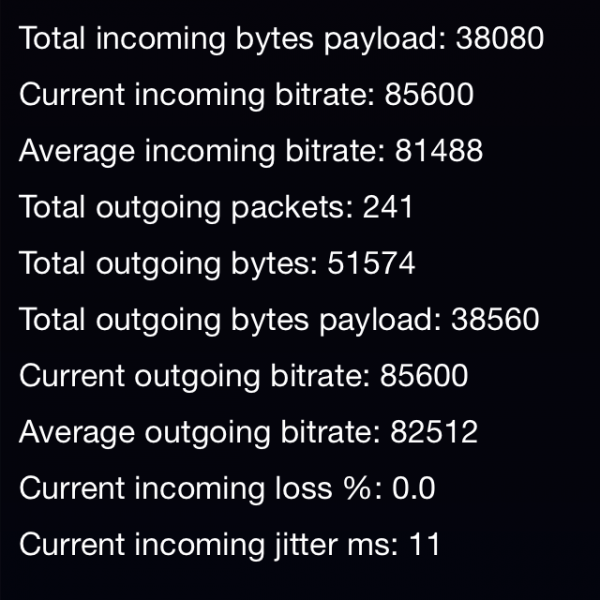 Total incoming bytes payload: 38080
Current incoming bitrate: 85600
Average incoming bitrate: 81488
Total outgoing packets: 241
Total outgoing bytes: 51574
Total outgoing bytes payload: 38560
Current outgoing bitrate: 85600
Average outgoing bitrate: 82512
Current incoming loss %: 0.0
Current incoming jitter ms: 11